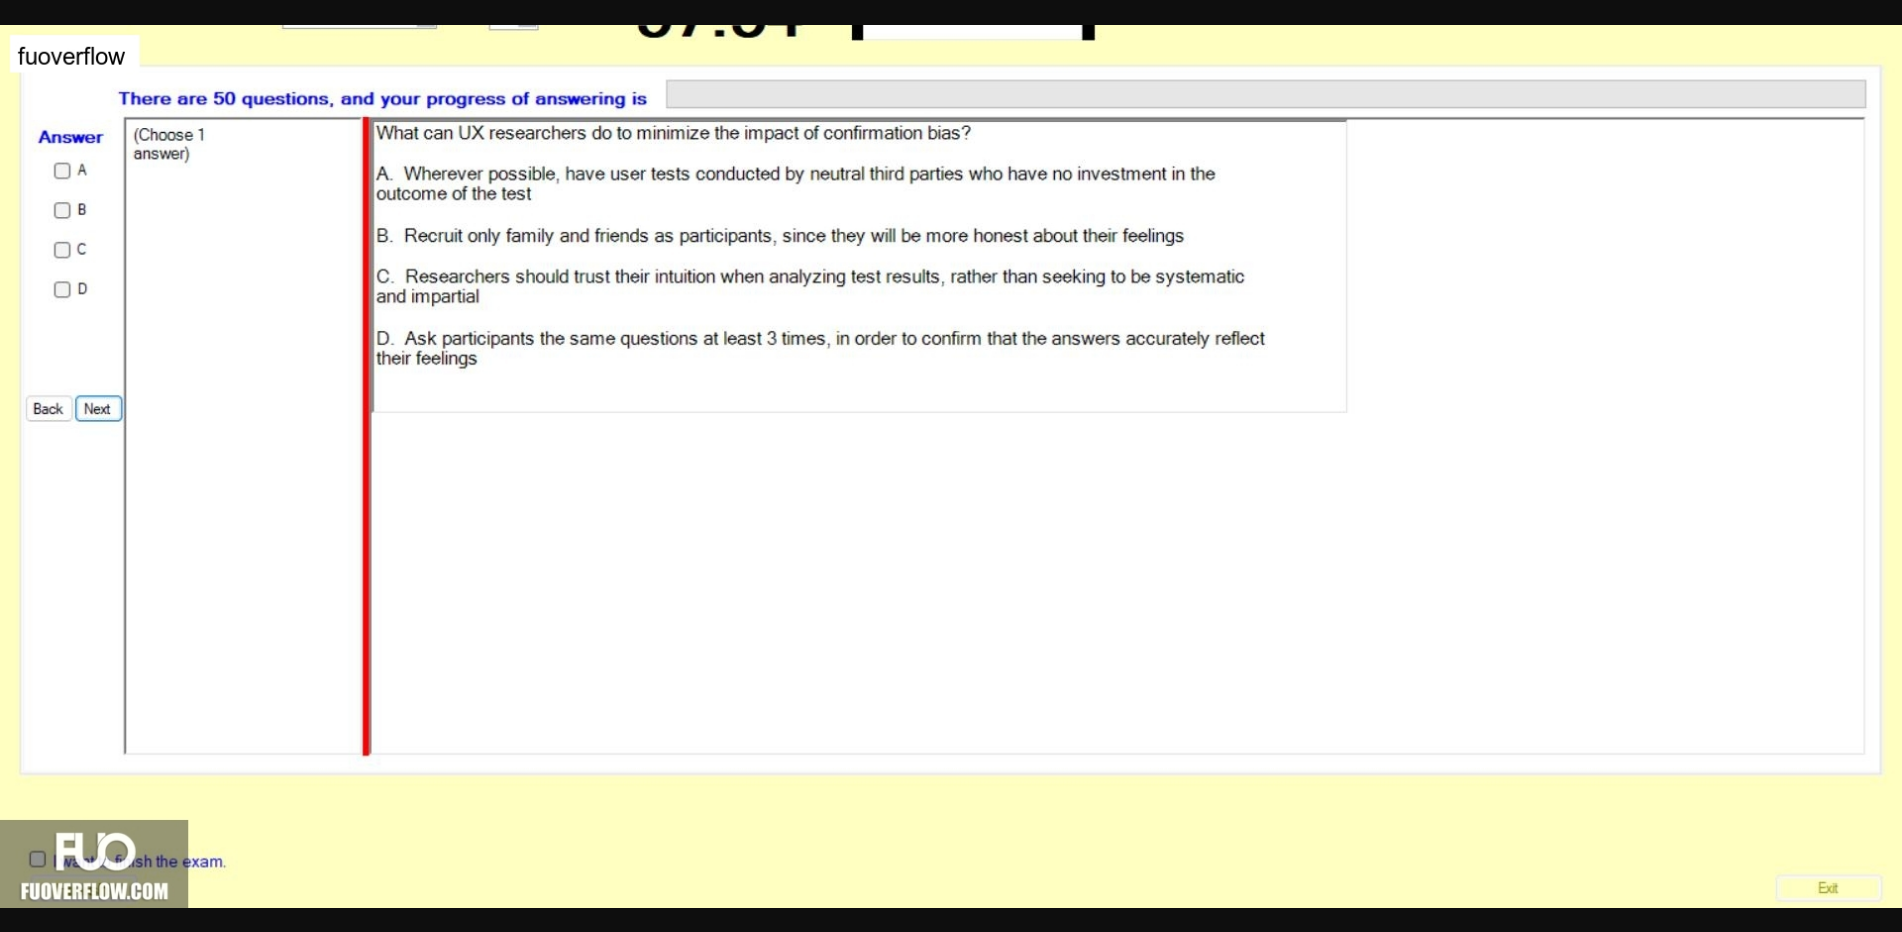 fuoverflow
There are 50 questions, and your progress of answering is
Answer
(Choose 1
answer)
A
B
C
D
Back
Next
What can UX researchers do to minimize the impact of confirmation bias?
A. Wherever possible, have user tests conducted by neutral third parties who have no investment in the
outcome of the test
B. Recruit only family and friends as participants, since they will be more honest about their feelings
C. Researchers should trust their intuition when analyzing test results, rather than seeking to be systematic
and impartial
D. Ask participants the same questions at least 3 times, in order to confirm that the answers accurately reflect
their feelings
FUO
the exam.
FUOVERFLOW.COM
Exit